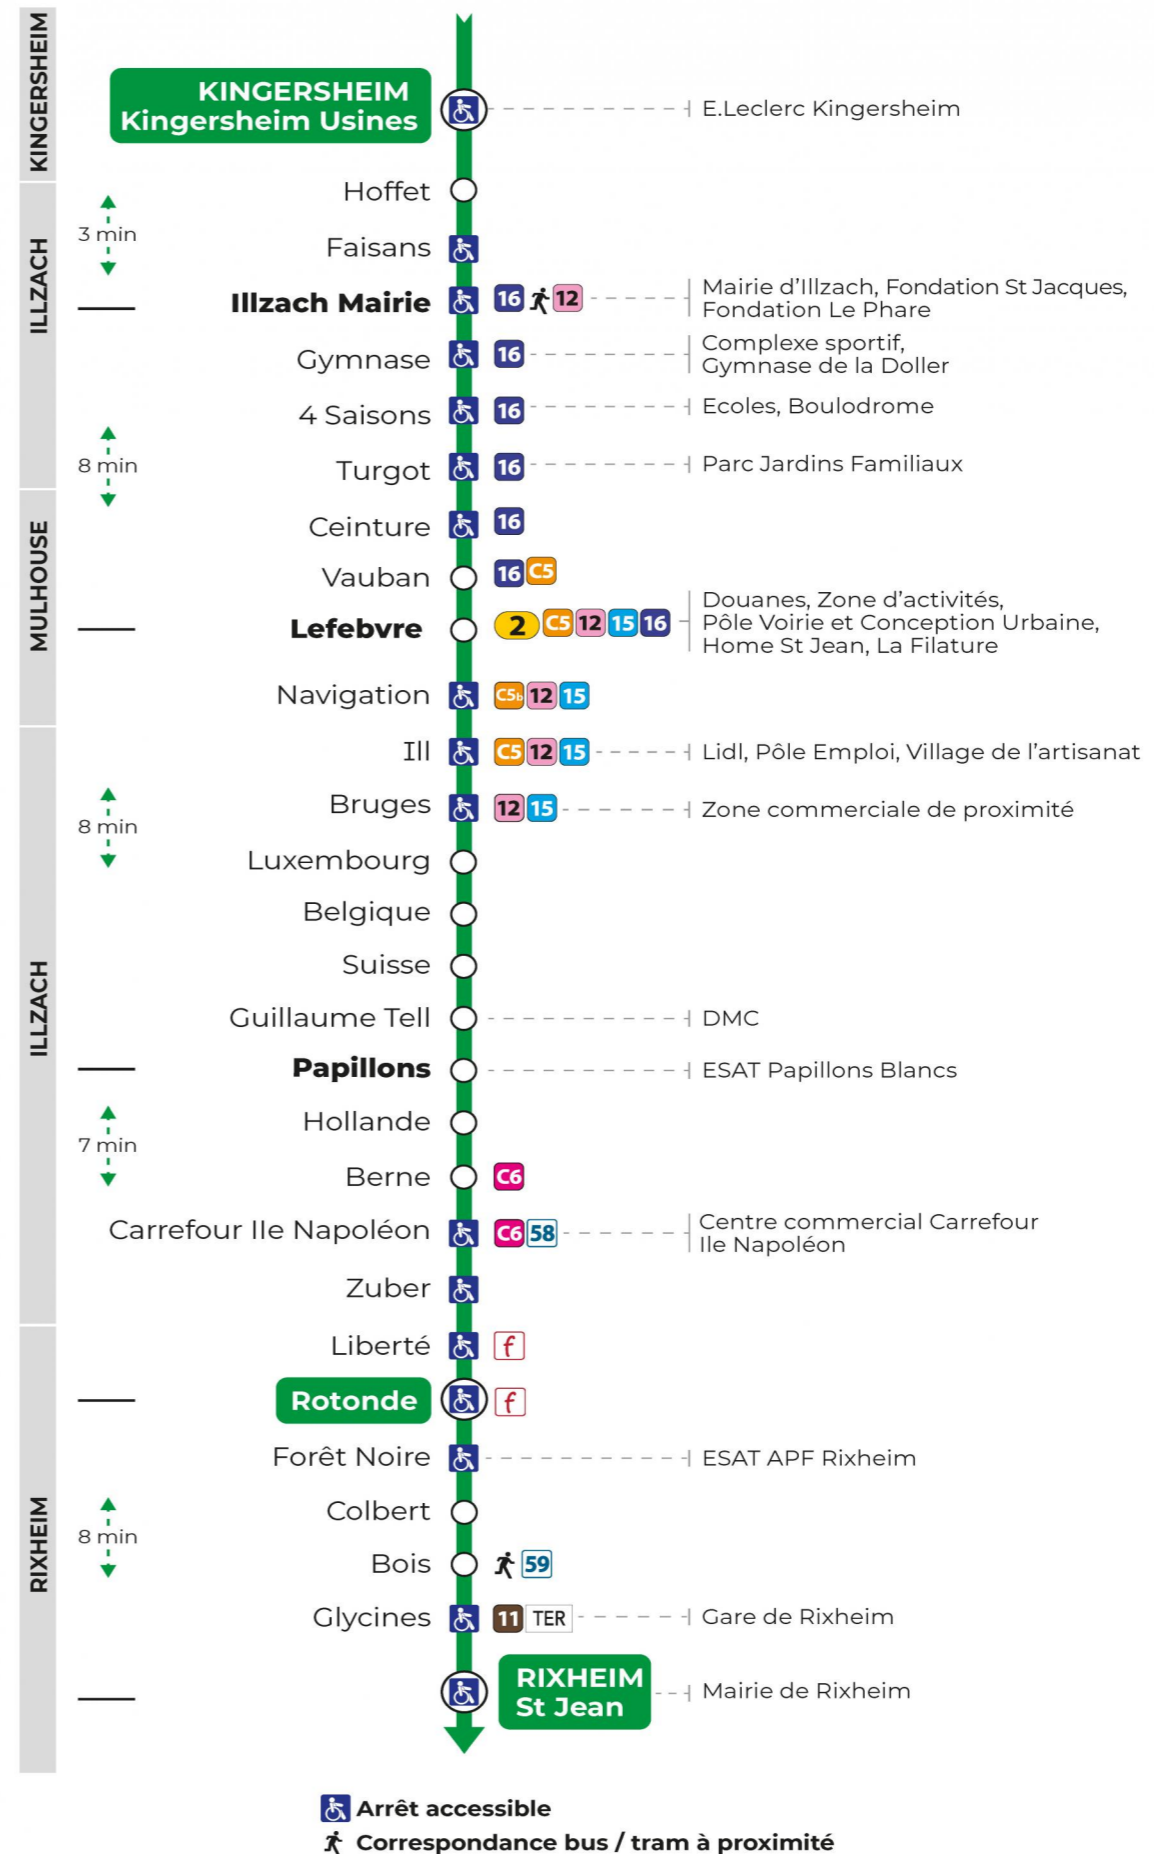 KINGERSHEIM
KINGERSHEIM
Kingersheim Usines
E.Leclerc Kingersheim
ILLZACH
Hoffet
3 min
Faisans
Illzach Mairie 16 12
Mairie d'Illzach, Fondation St Jacques,
Fondation Le Phare
Gymnase 16
Complexe sportif,
Gymnase de la Doller
4 Saisons 16 Ecoles, Boulodrome
8 min
Turgot 16 Parc Jardins Familiaux
MULHOUSE
Ceinture 16
Vauban 16 C5
Lefebvre 2 C5 12 15 16
Douanes, Zone d'activités,
Pôle Voirie et Conception Urbaine,
Home St Jean, La Filature
Navigation C5b 12 15
ILLZACH
Ill C5 12 15 Lidl, Pôle Emploi, Village de l'artisanat
Bruges 12 15 Zone commerciale de proximité
8 min
Luxembourg
Belgique
Suisse
Guillaume Tell DMC
Papillons ESAT Papillons Blancs
Hollande
7 min
Berne C6
Carrefour Ile Napoléon C6 58
Centre commercial Carrefour
Ile Napoléon
Zuber
RIXHEIM
Liberté f
Rotonde f
Forêt Noire ESAT APF Rixheim
Colbert
8 min
Bois 59
Glycines 11 TER Gare de Rixheim
RIXHEIM
St Jean
Mairie de Rixheim
Arrêt accessible
Correspondance bus / tram à proximité